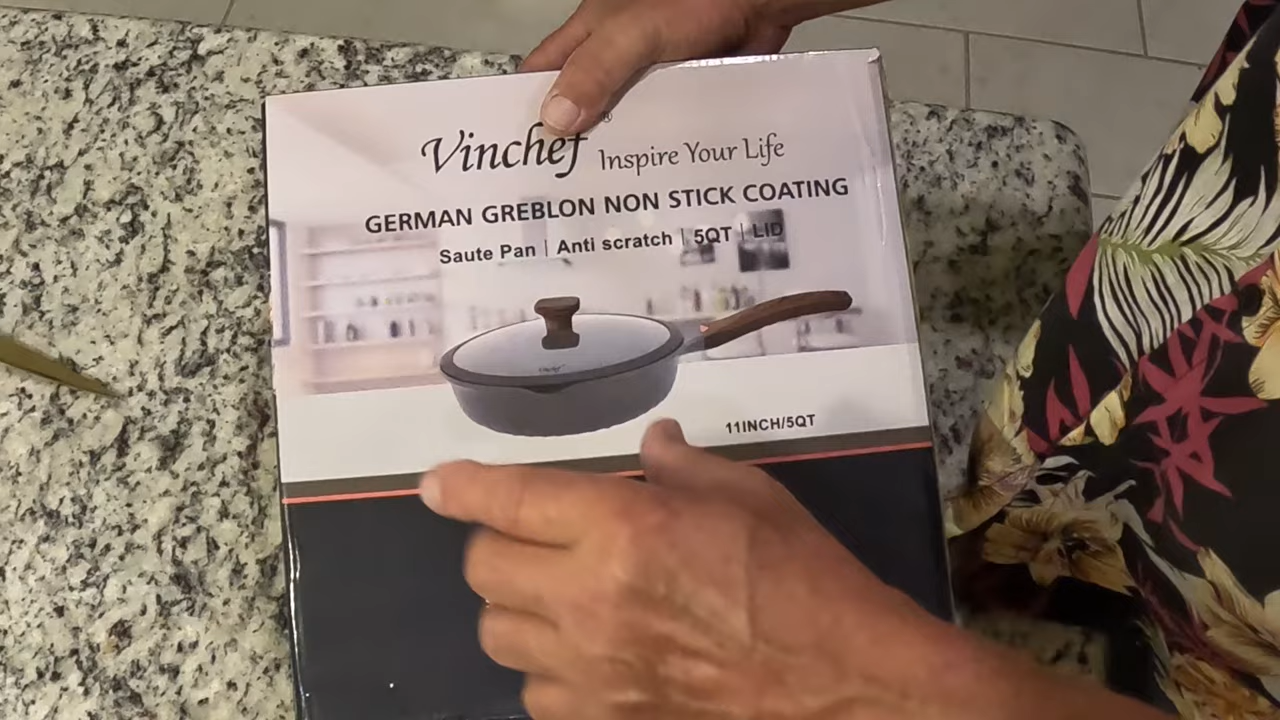 Vinchef ® Inspire Your Life
GERMAN GREBLON NON STICK COATING
Saute Pan | Anti scratch | 5QT | LID
11INCH/5QT